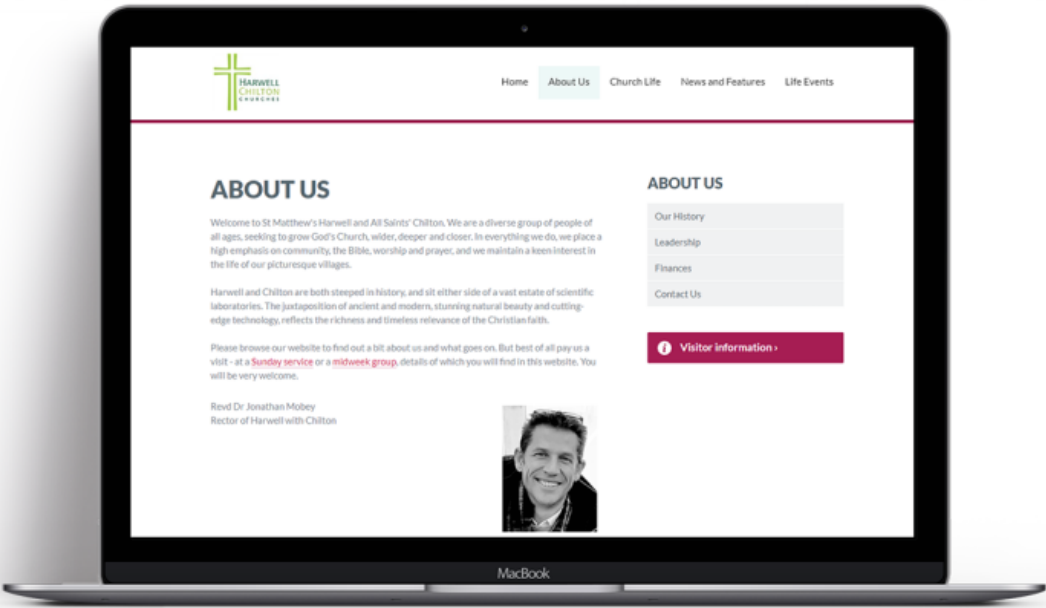 HARWELL
CHILTON
CHURCHES
Home
About Us
Church Life
News and Features
Life Events
ABOUT US
Welcome to St Matthew's Harwell and All Saints' Chilton. We are a diverse group of people of
all ages, seeking to grow God's Church, wider, deeper and closer. In everything we do, we place a
high emphasis on community, the Bible, worship and prayer, and we maintain a keen interest in
the life of our picturesque villages.
Harwell and Chilton are both steeped in history, and sit either side of a vast estate of scientific
laboratories. The juxtaposition of ancient and modern, stunning natural beauty and cutting-
edge technology, reflects the richness and timeless relevance of the Christian faith.
Please browse our website to find out a bit about us and what goes on. But best of all pay us a
visit - at a Sunday service or a midweek group, details of which you will find in this website. You
will be very welcome.
Revd Dr Jonathan Mobey
Rector of Harwell with Chilton
ABOUT US
Our History
Leadership
Finances
Contact Us
i Visitor information ›
MacBook